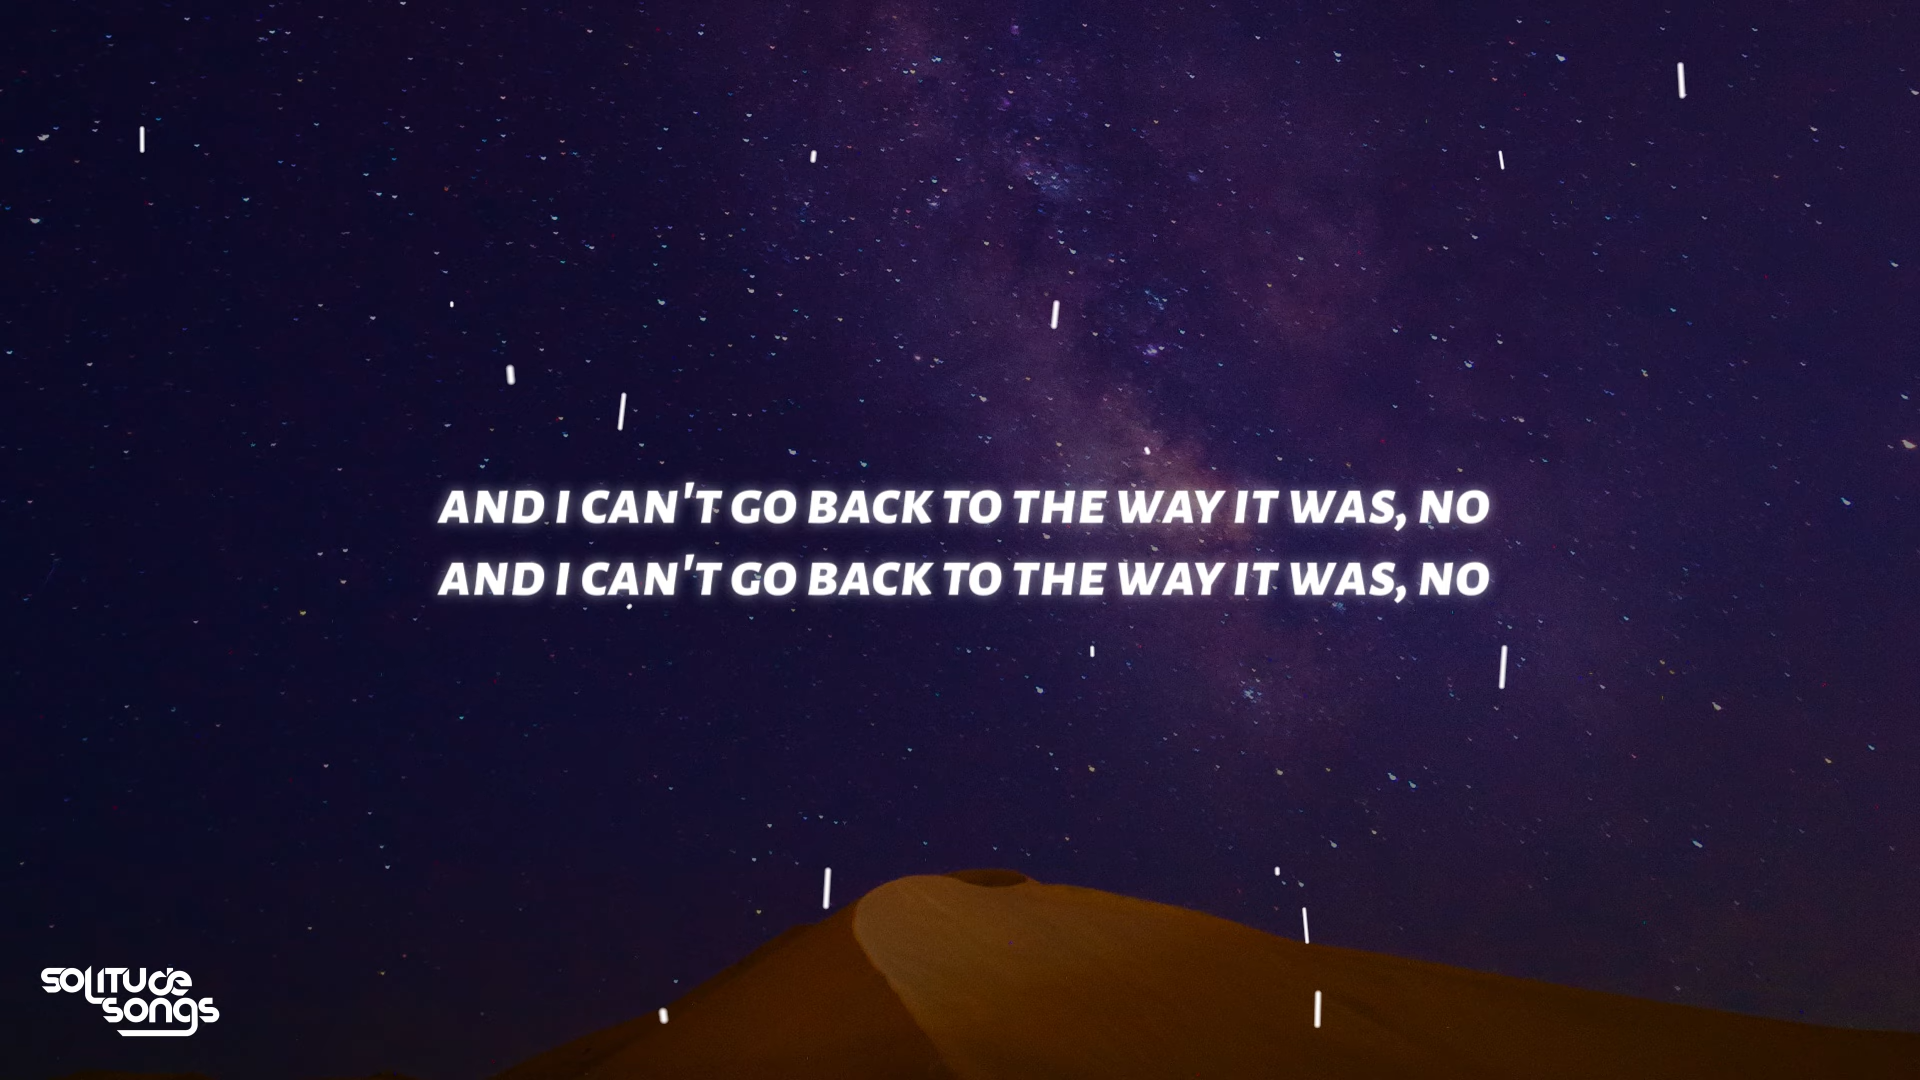 AND I CAN'T GO BACK TO THE WAY IT WAS, NO
AND I CAN'T GO BACK TO THE WAY IT WAS, NO
SOLITUDE
SONGS